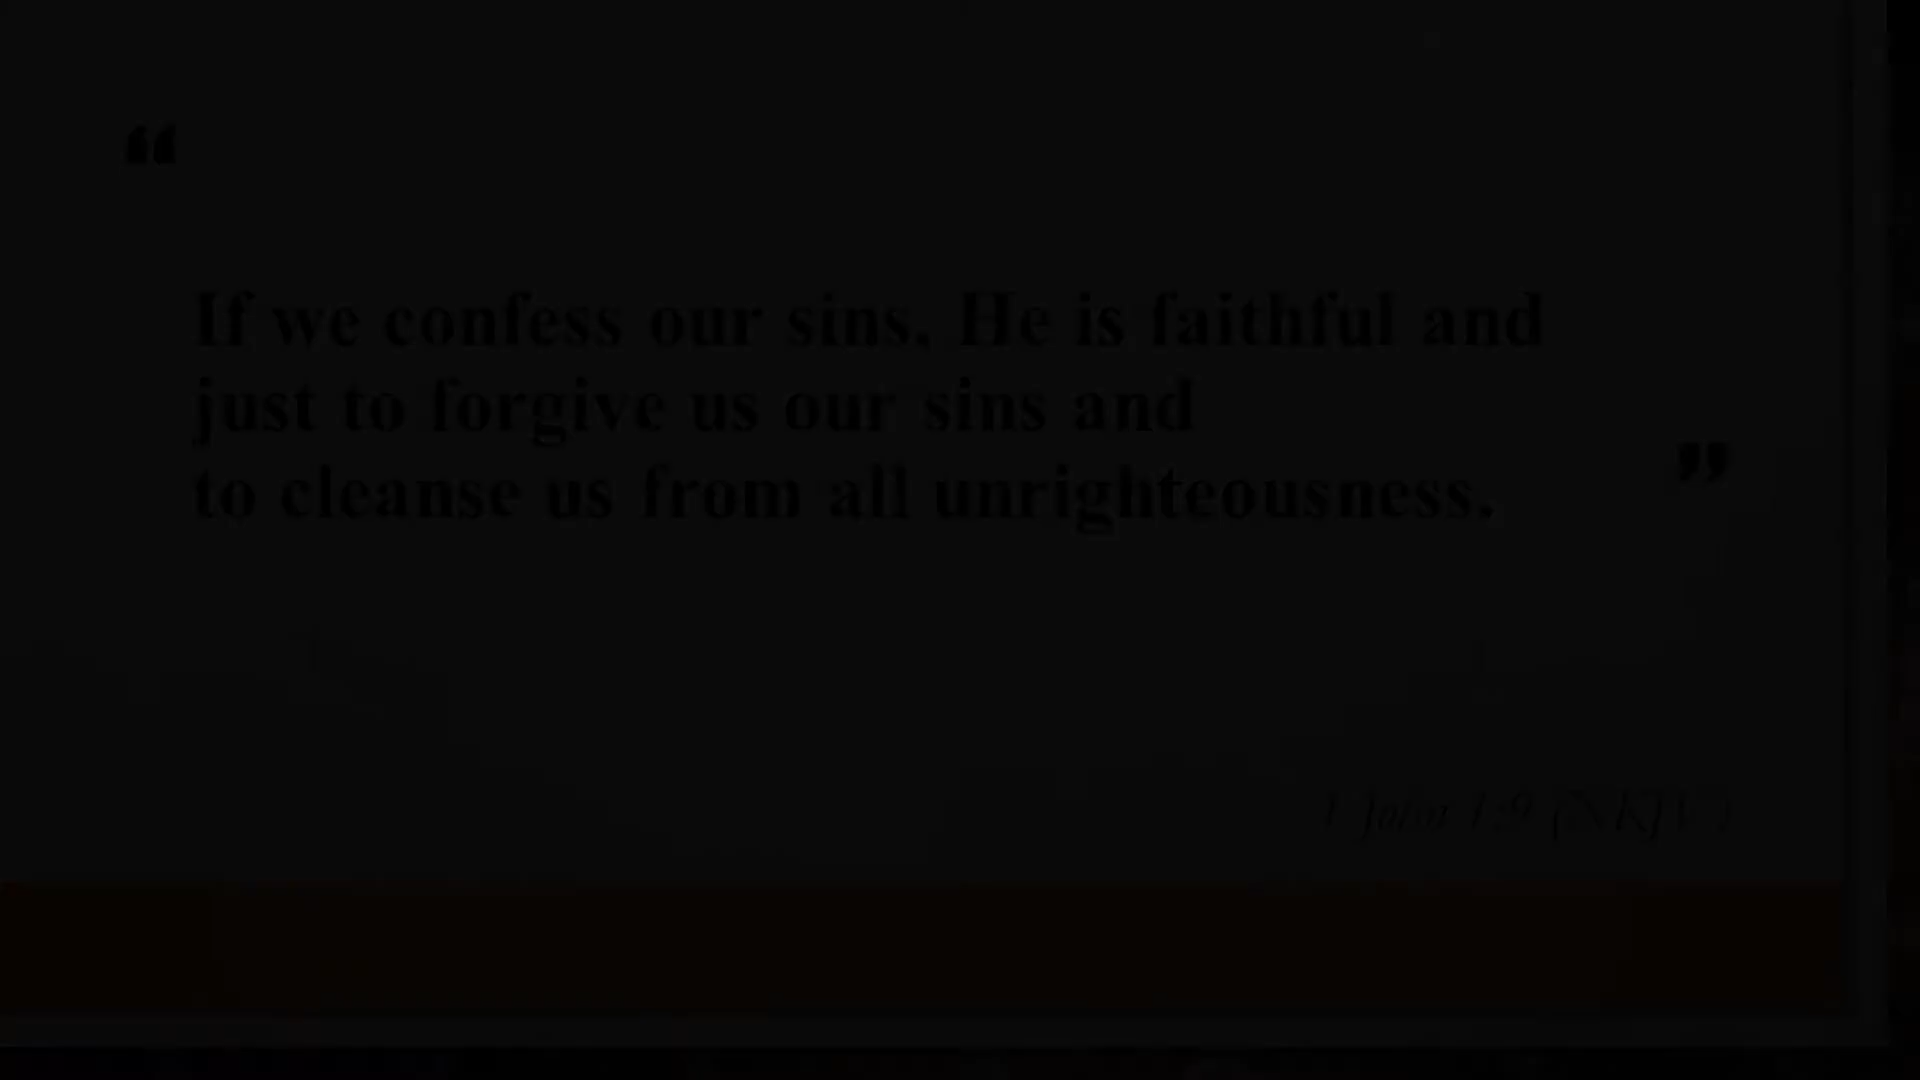 “
If we confess our sins, He is faithful and
just to forgive us our sins and
to cleanse us from all unrighteousness.
”
1 John 1:9 (NKJV)